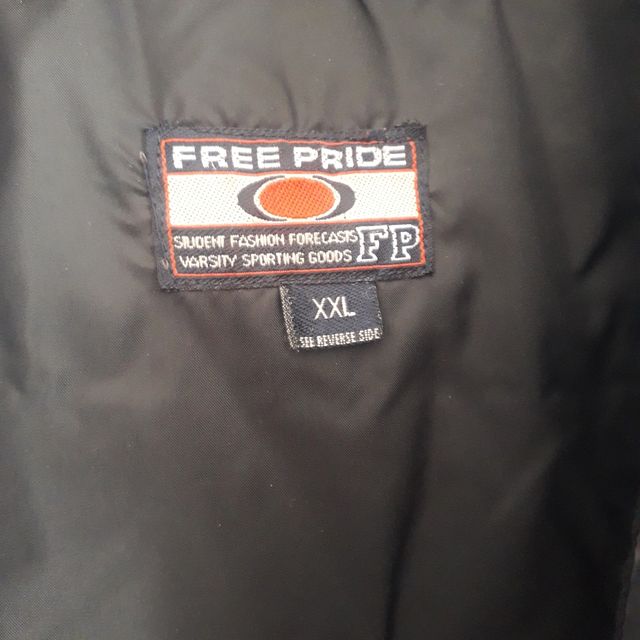 FREE PRIDE
STUDENT FASHION FORECASTS
VARSITY SPORTING GOODS
FP
XXL
SEE REVERSE SIDE